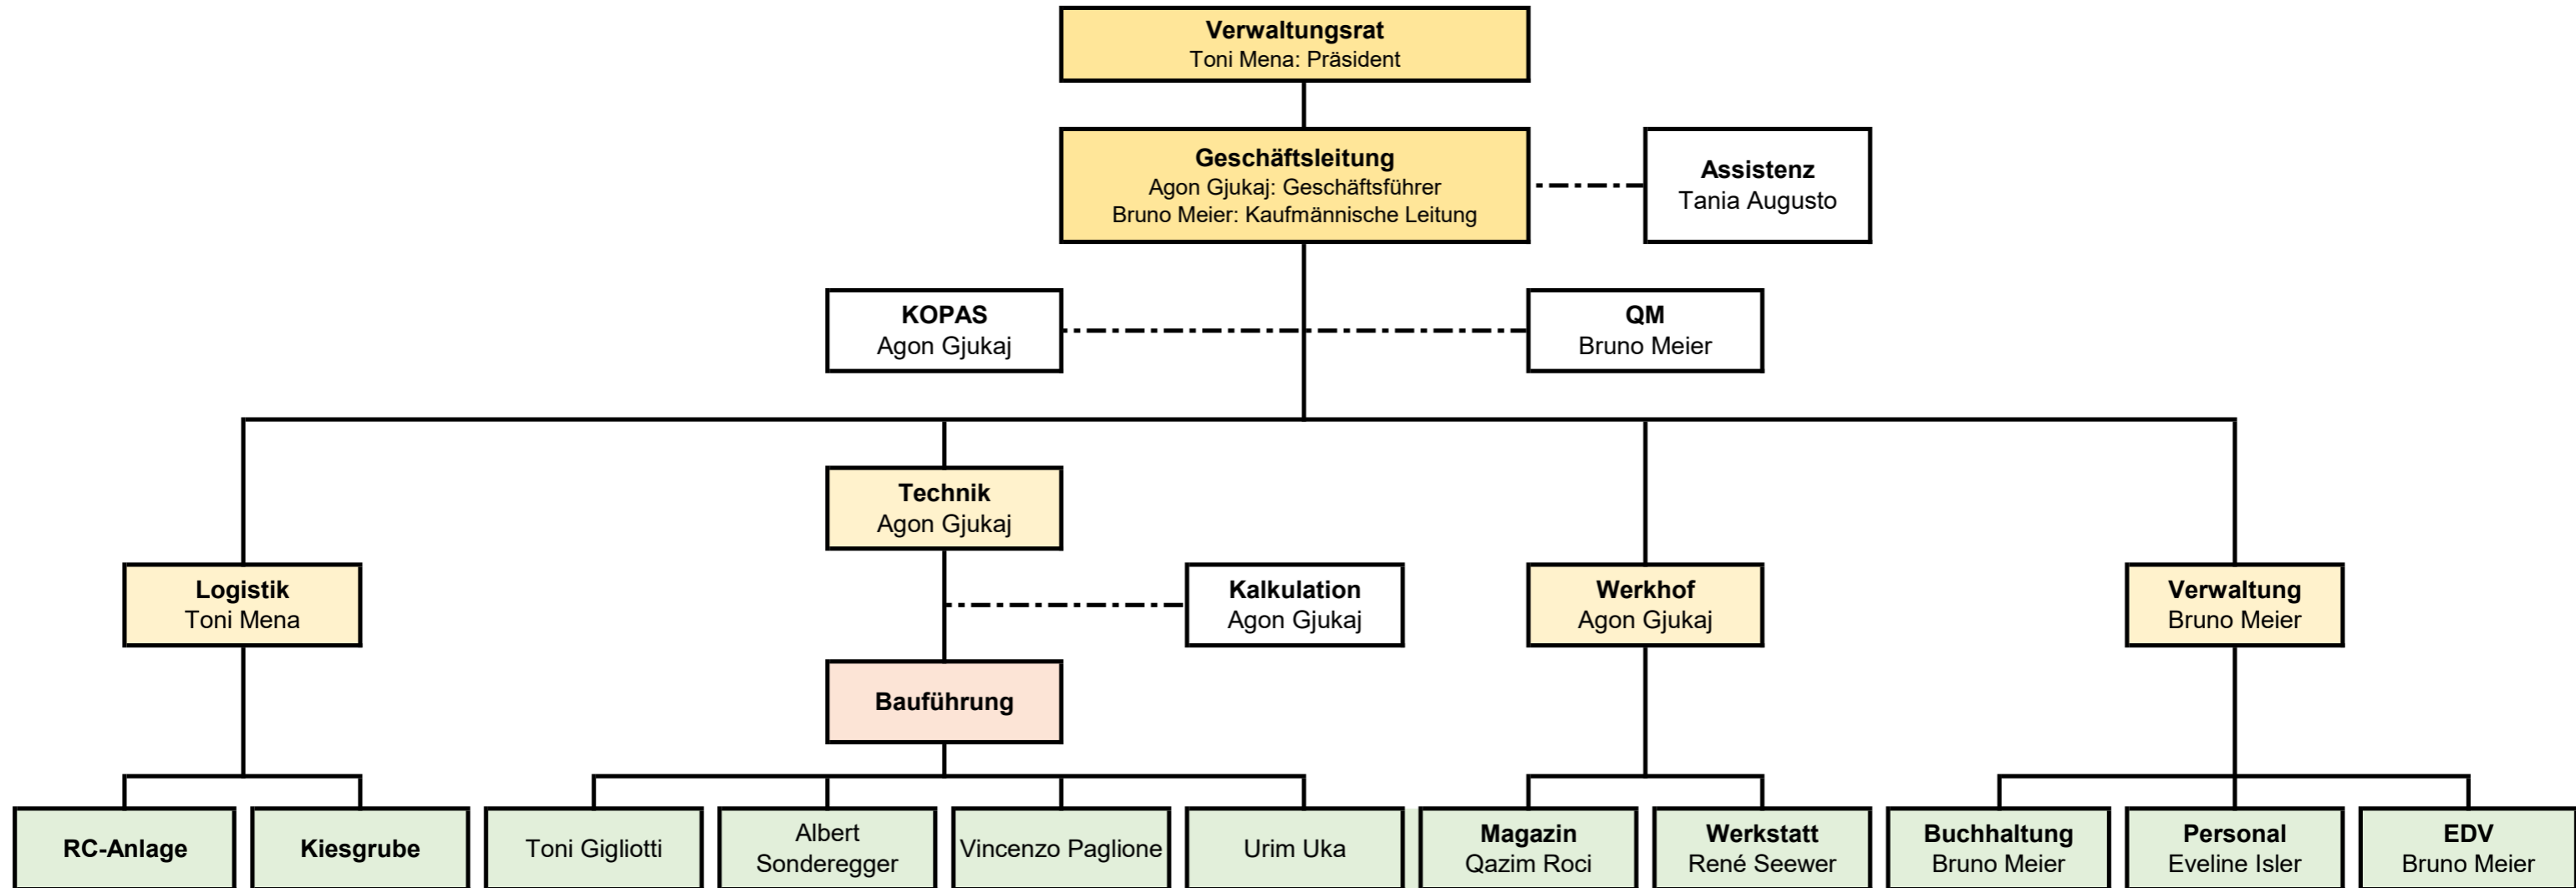 Verwaltungsrat
Toni Mena: Präsident
Geschäftsleitung
Agon Gjukaj: Geschäftsführer
Bruno Meier: Kaufmännische Leitung
Assistenz
Tania Augusto
KOPAS
Agon Gjukaj
QM
Bruno Meier
Technik
Agon Gjukaj
Logistik
Toni Mena
Kalkulation
Agon Gjukaj
Werkhof
Agon Gjukaj
Verwaltung
Bruno Meier
Bauführung
RC-Anlage
Kiesgrube
Toni Gigliotti
Albert
Sonderegger
Vincenzo Paglione
Urim Uka
Magazin
Qazim Roci
Werkstatt
René Seewer
Buchhaltung
Bruno Meier
Personal
Eveline Isler
EDV
Bruno Meier